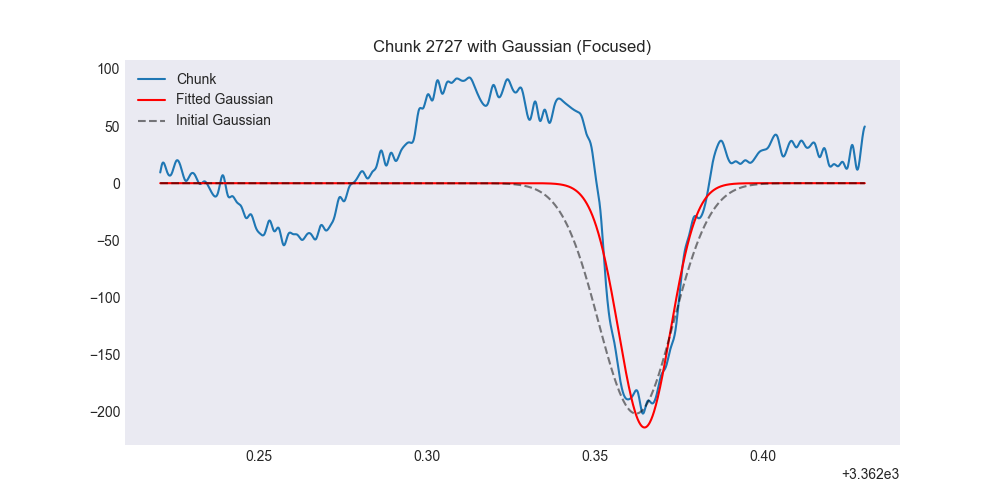 Chunk 2727 with Gaussian (Focused)
Chunk
Fitted Gaussian
Initial Gaussian
100
50
0
−50
−100
−150
−200
0.25 0.30 0.35 0.40
+3.362e3